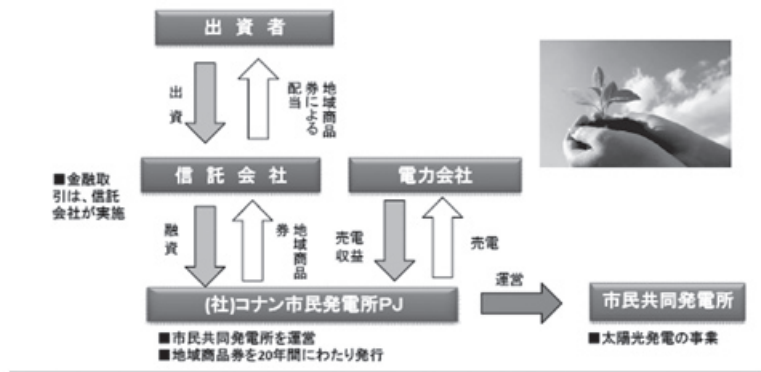 出 資 者
出資
地域商品
券による
配当
■金融取
引は、信託
会社が実施
信 託 会 社
電力会社
融資
地域商品
券
売電
収益
売電
運営
(社)コナン市民発電所PJ
市民共同発電所
■市民共同発電所を運営
■地域商品券を20年間にわたり発行
■太陽光発電の事業